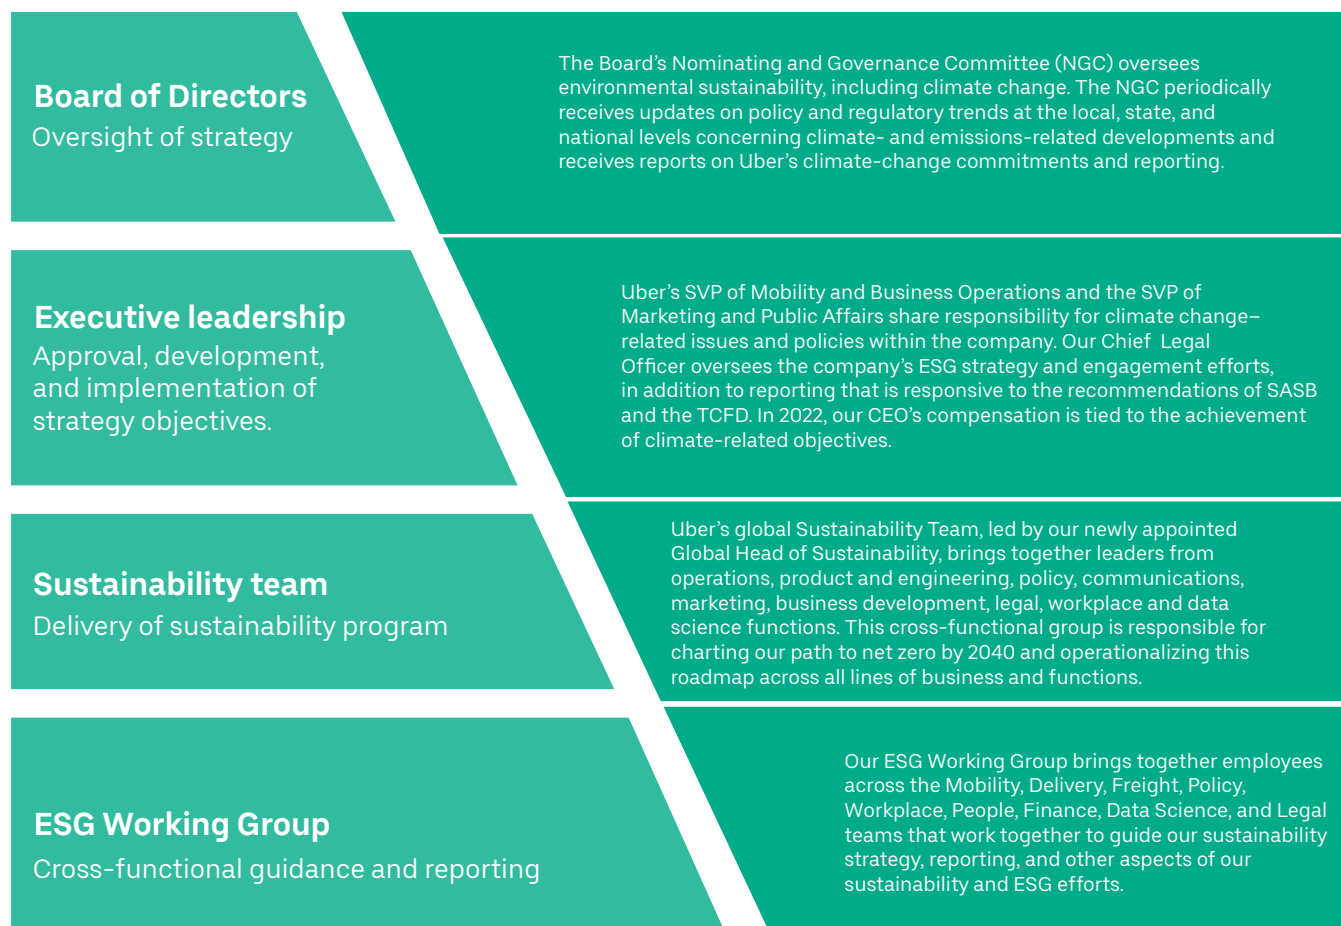 Board of Directors
Oversight of strategy
The Board’s Nominating and Governance Committee (NGC) oversees
environmental sustainability, including climate change. The NGC periodically
receives updates on policy and regulatory trends at the local, state, and
national levels concerning climate- and emissions-related developments and
receives reports on Uber’s climate-change commitments and reporting.
Executive leadership
Approval, development,
and implementation of
strategy objectives.
Uber’s SVP of Mobility and Business Operations and the SVP of
Marketing and Public Affairs share responsibility for climate change–
related issues and policies within the company. Our Chief Legal
Officer oversees the company’s ESG strategy and engagement efforts,
in addition to reporting that is responsive to the recommendations of SASB
and the TCFD. In 2022, our CEO’s compensation is tied to the achievement
of climate-related objectives.
Sustainability team
Delivery of sustainability program
Uber’s global Sustainability Team, led by our newly appointed
Global Head of Sustainability, brings together leaders from
operations, product and engineering, policy, communications,
marketing, business development, legal, workplace and data
science functions. This cross-functional group is responsible for
charting our path to net zero by 2040 and operationalizing this
roadmap across all lines of business and functions.
ESG Working Group
Cross-functional guidance and reporting
Our ESG Working Group brings together employees
across the Mobility, Delivery, Freight, Policy,
Workplace, People, Finance, Data Science, and Legal
teams that work together to guide our sustainability
strategy, reporting, and other aspects of our
sustainability and ESG efforts.